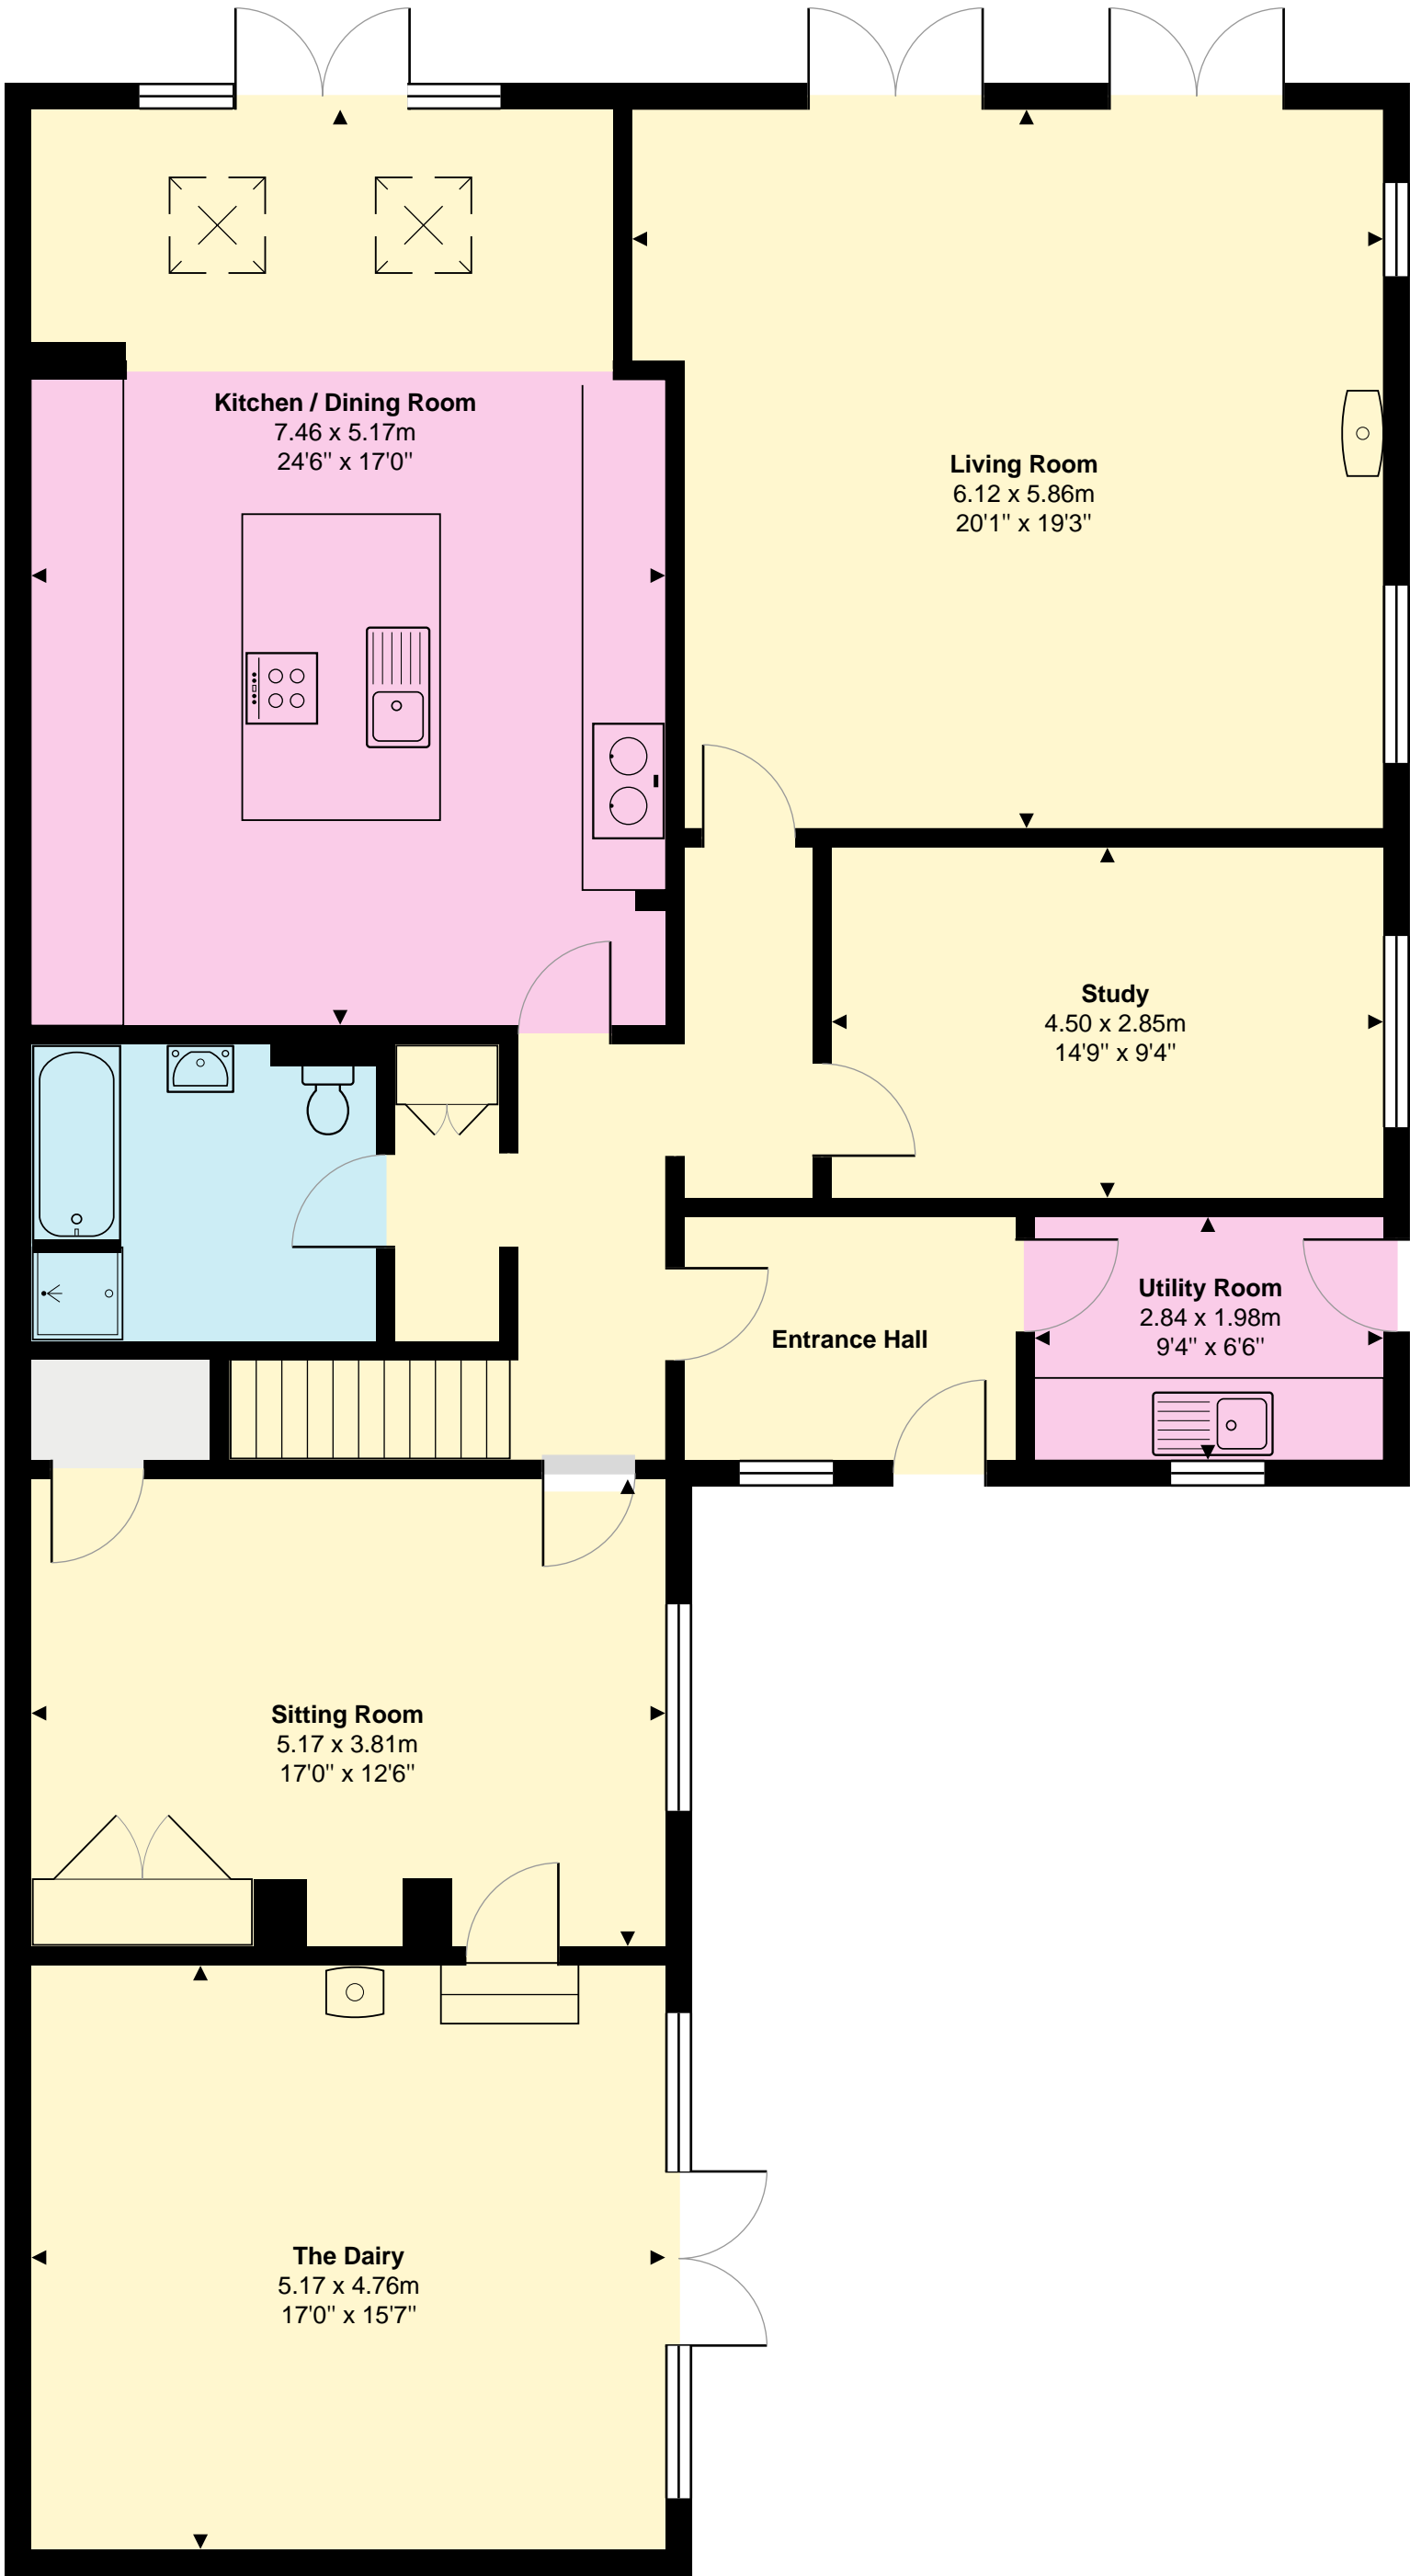 Kitchen / Dining Room
7.46 x 5.17m
24'6" x 17'0"
Living Room
6.12 x 5.86m
20'1" x 19'3"
Study
4.50 x 2.85m
14'9" x 9'4"
Utility Room
2.84 x 1.98m
9'4" x 6'6"
Entrance Hall
Sitting Room
5.17 x 3.81m
17'0" x 12'6"
The Dairy
5.17 x 4.76m
17'0" x 15'7"